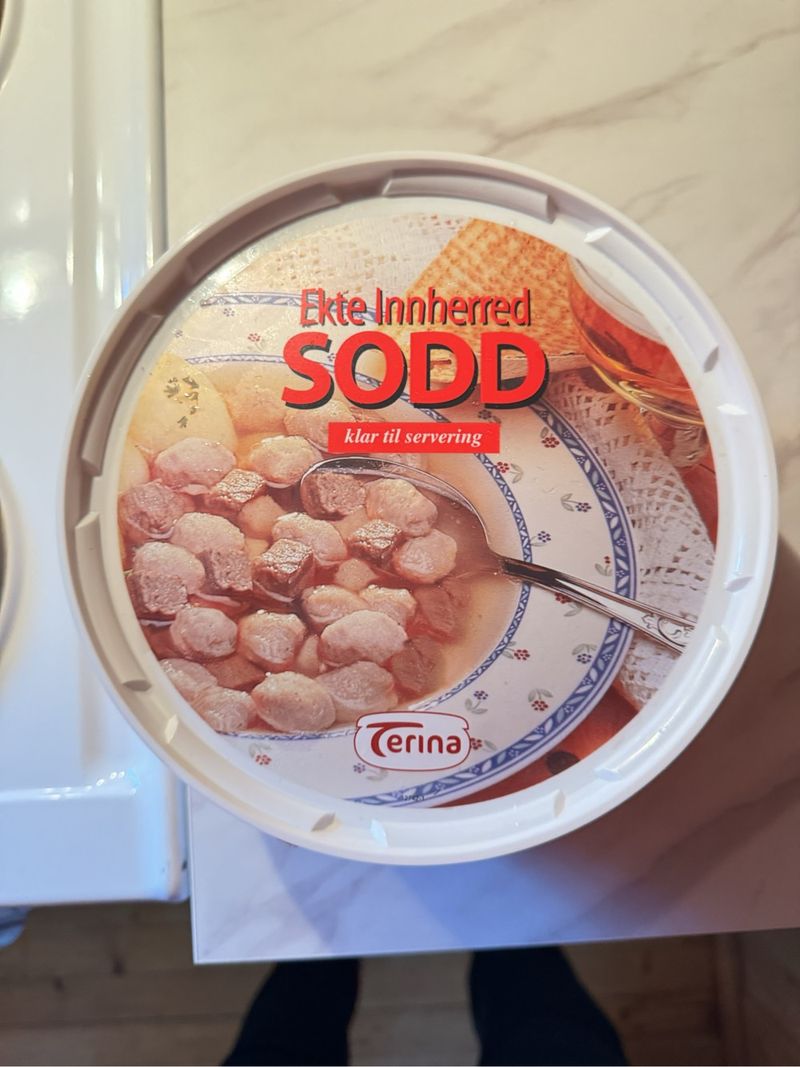 Ekte Innherred
SODD
klar til servering
Terina